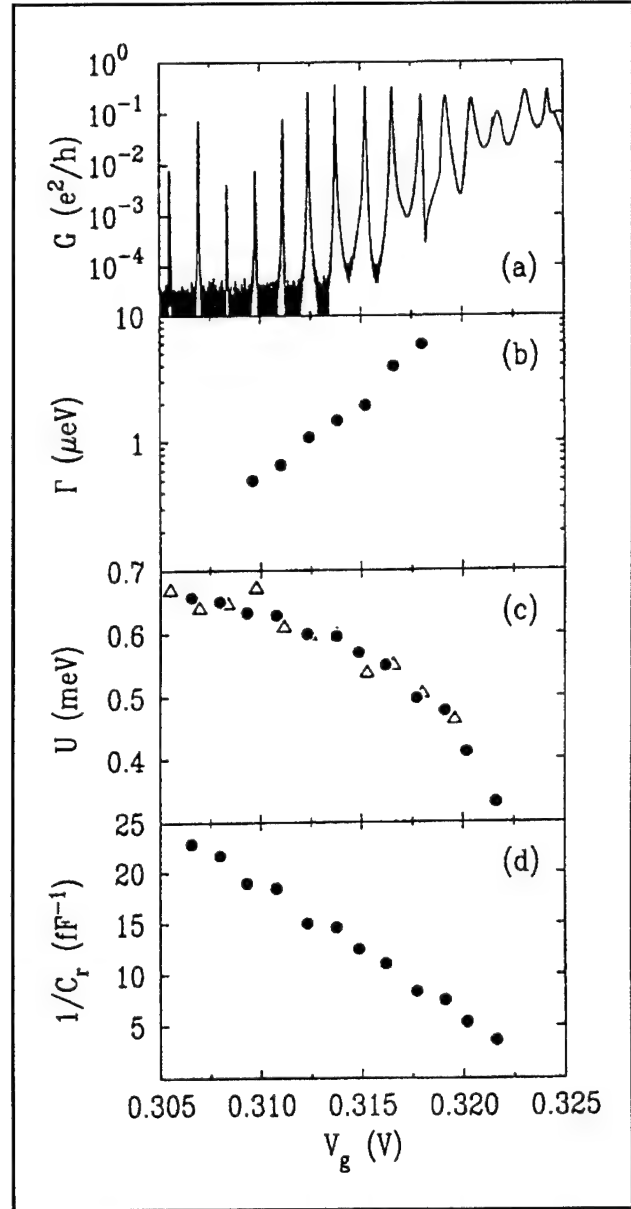 10^0
10^-1
10^-2
10^-3
10^-4
G (e^2/h)
(a)
10
1
Γ (μeV)
(b)
0.7
0.6
0.5
0.4
U (meV)
(c)
25
20
15
10
5
1/C_r (fF^-1)
(d)
0.305 0.310 0.315 0.320 0.325
V_g (V)